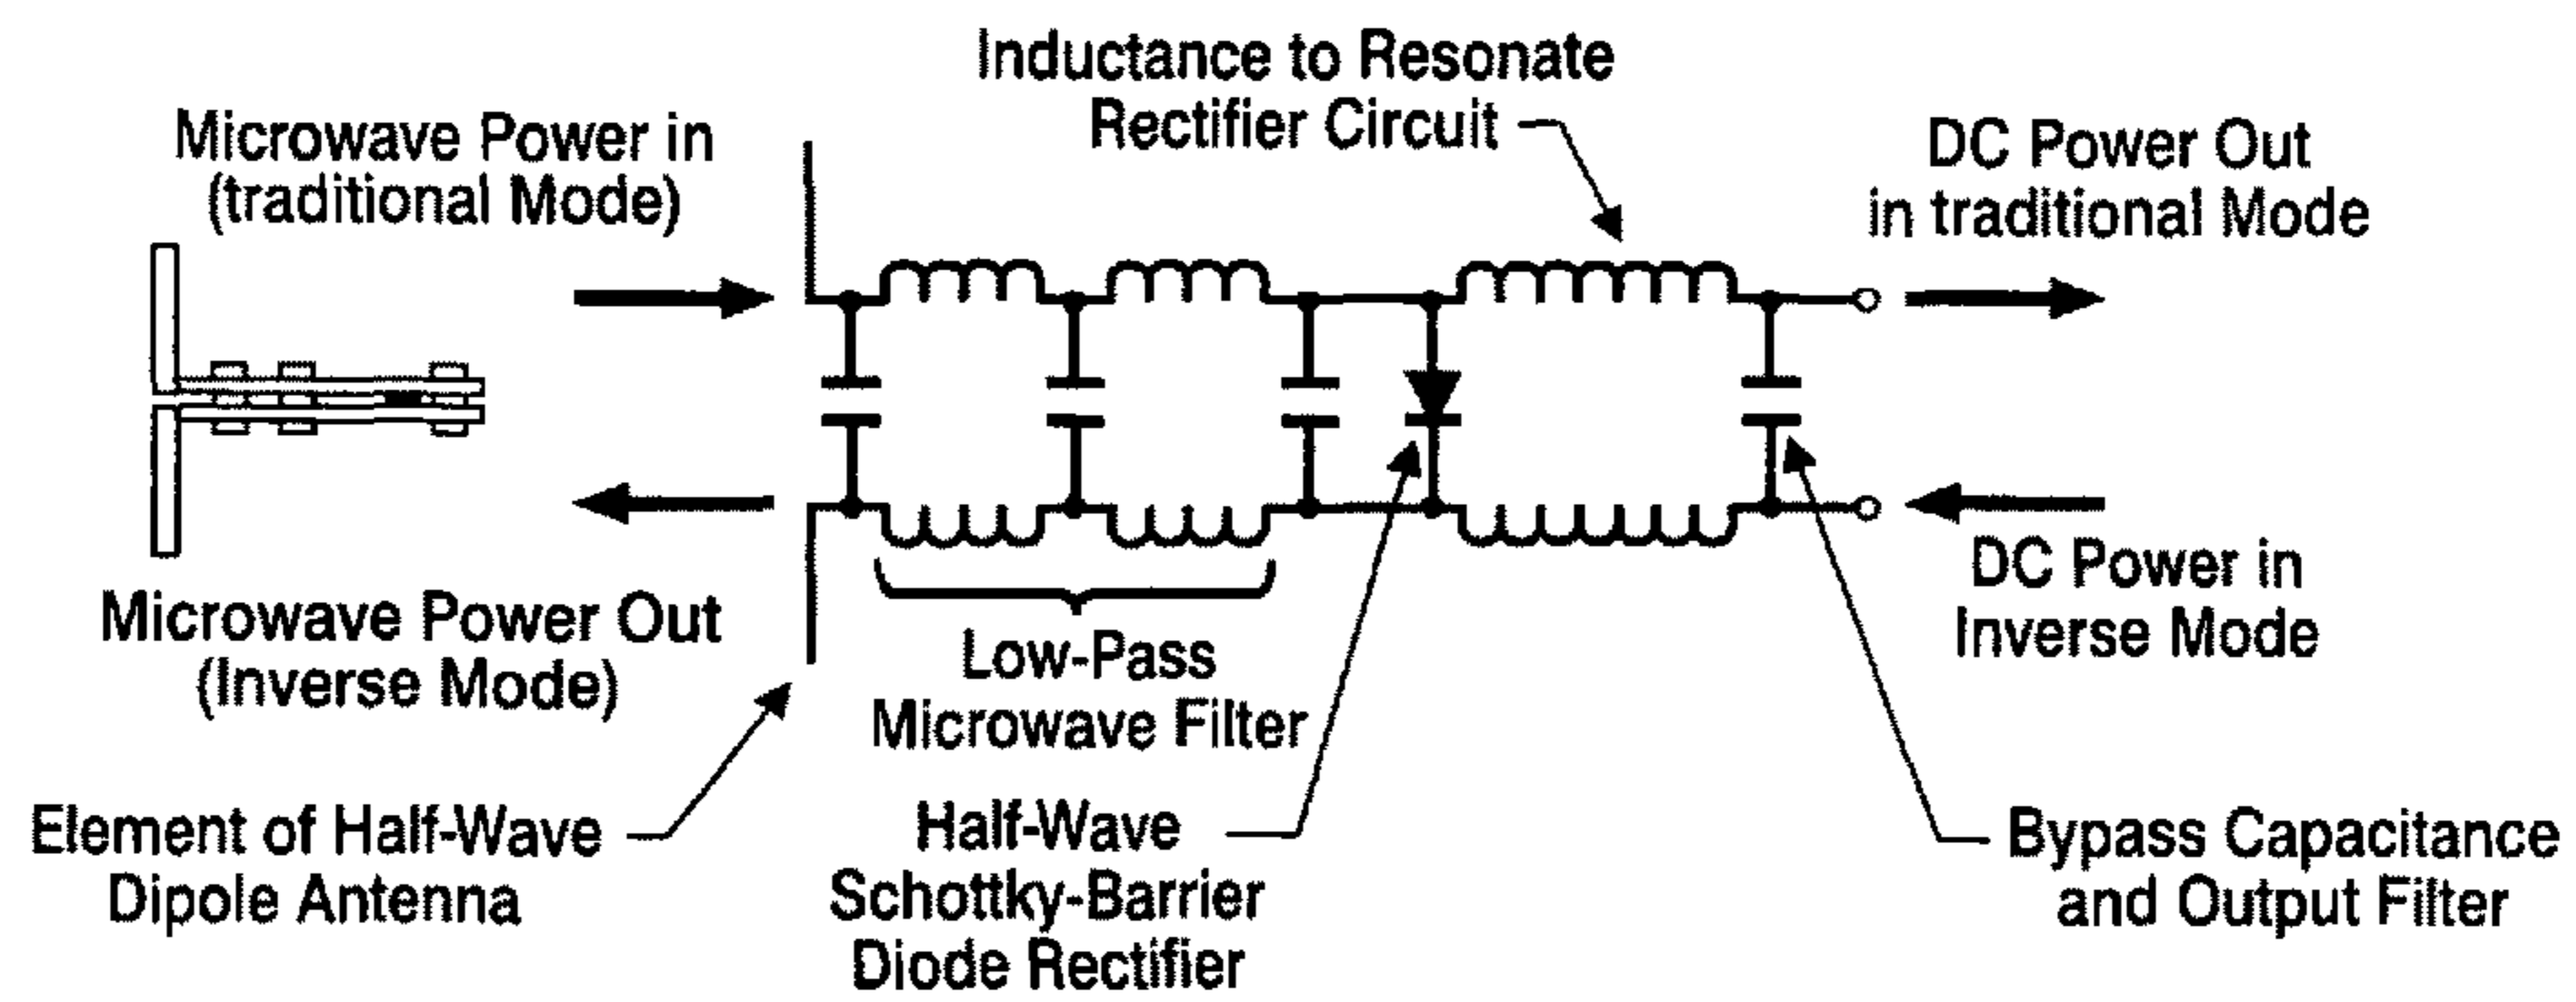 Inductance to Resonate
Rectifier Circuit
Microwave Power in
(traditional Mode)
DC Power Out
in traditional Mode
Microwave Power Out
(Inverse Mode)
Low-Pass
Microwave Filter
DC Power in
Inverse Mode
Element of Half-Wave
Dipole Antenna
Half-Wave
Schottky-Barrier
Diode Rectifier
Bypass Capacitance
and Output Filter